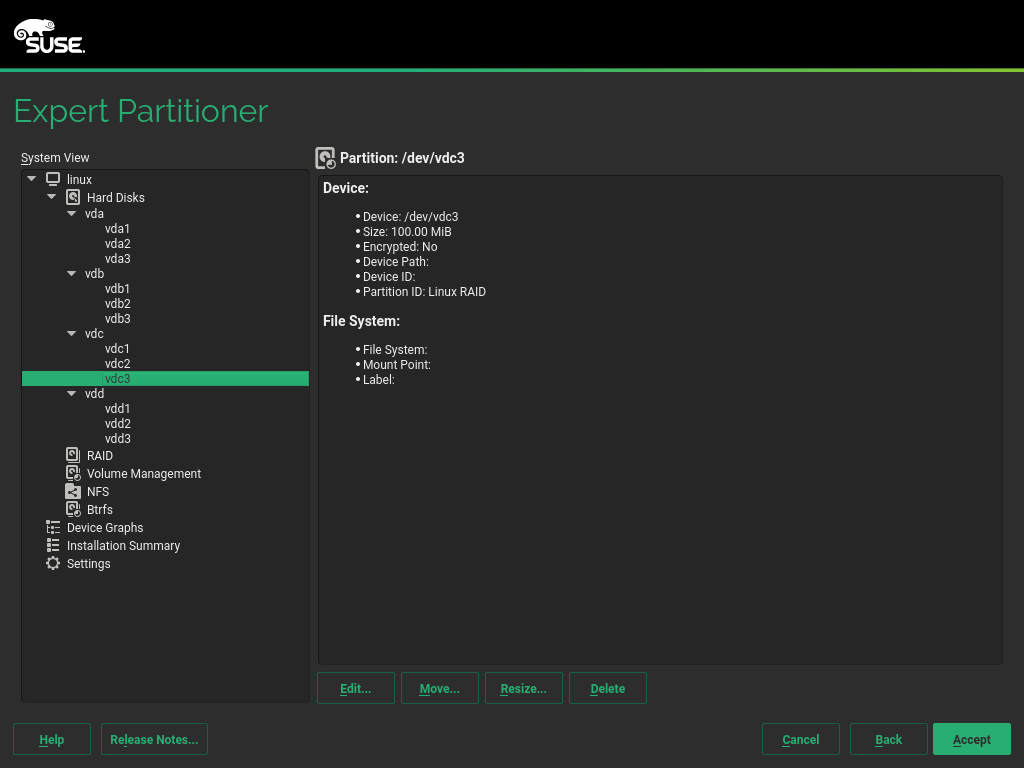 SUSE.
Expert Partitioner
System View
linux
Hard Disks
vda
vda1
vda2
vda3
vdb
vdb1
vdb2
vdb3
vdc
vdc1
vdc2
vdc3
vdd
vdd1
vdd2
vdd3
RAID
Volume Management
NFS
Btrfs
Device Graphs
Installation Summary
Settings
Partition: /dev/vdc3
Device:
• Device: /dev/vdc3
• Size: 100.00 MiB
• Encrypted: No
• Device Path:
• Device ID:
• Partition ID: Linux RAID
File System:
• File System:
• Mount Point:
• Label:
Edit... Move... Resize... Delete
Help Release Notes... Cancel Back Accept